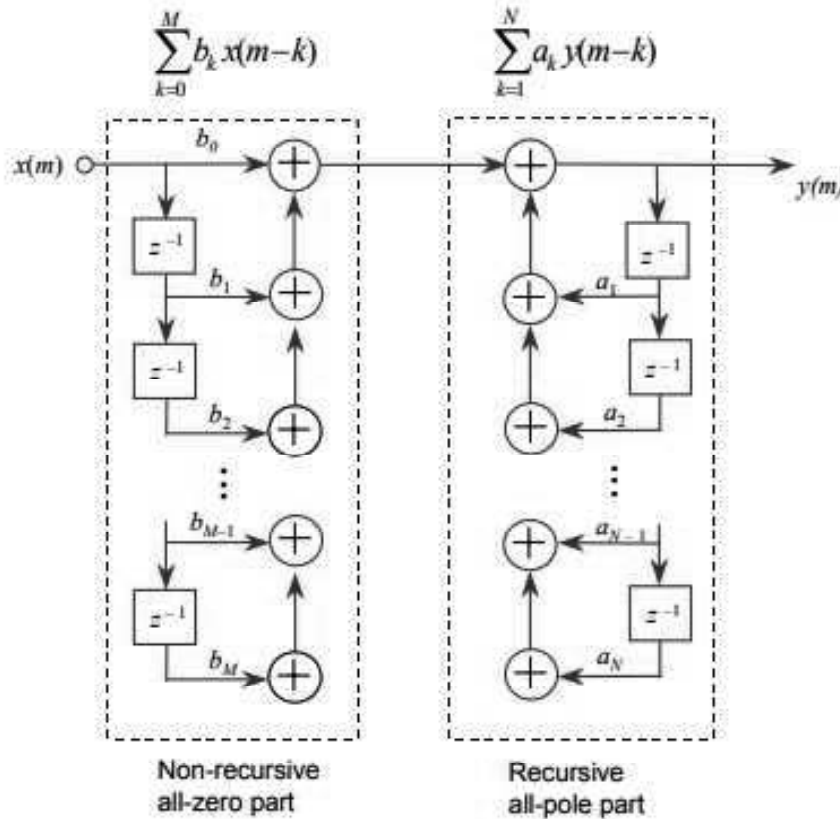 ∑_{k=0}^{M} b_k x(m−k)
∑_{k=1}^{N} a_k y(m−k)
x(m)
b_0
+
+
y(m)
z^{−1}
z^{−1}
b_1
+
+
a_1
z^{−1}
z^{−1}
b_2
+
+
a_2
⋮
⋮
b_{M−1}
+
+
a_{N−1}
z^{−1}
z^{−1}
b_M
+
+
a_N
Non-recursive
all-zero part
Recursive
all-pole part